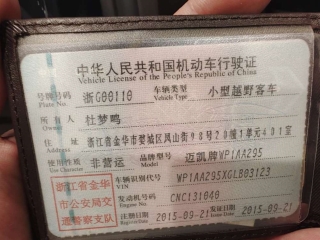 中华人民共和国机动车行驶证
Vehicle License of the People's Republic of China
号牌号码 浙G00110 车辆类型 小型越野客车
Plate No. Vehicle Type
所有人 杜梦鸣
Owner
住址 浙江省金华市婺城区凤山街98号20幢1单元401室
Address
使用性质 非营运 品牌型号 迈凯牌WP1AA295
Use Character Model
浙江省金华市公安局交通警察支队
车辆识别代号 WP1AA295XGLB03123
VIN
发动机号码 CNC131040
Engine No.
注册日期 2015-09-21 发证日期 2015-09-21
Register Date Issue Date